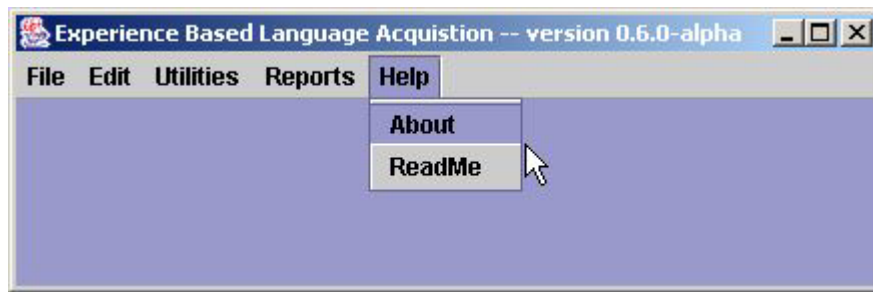 Experience Based Language Acquistion -- version 0.6.0-alpha
File Edit Utilities Reports Help
About
ReadMe